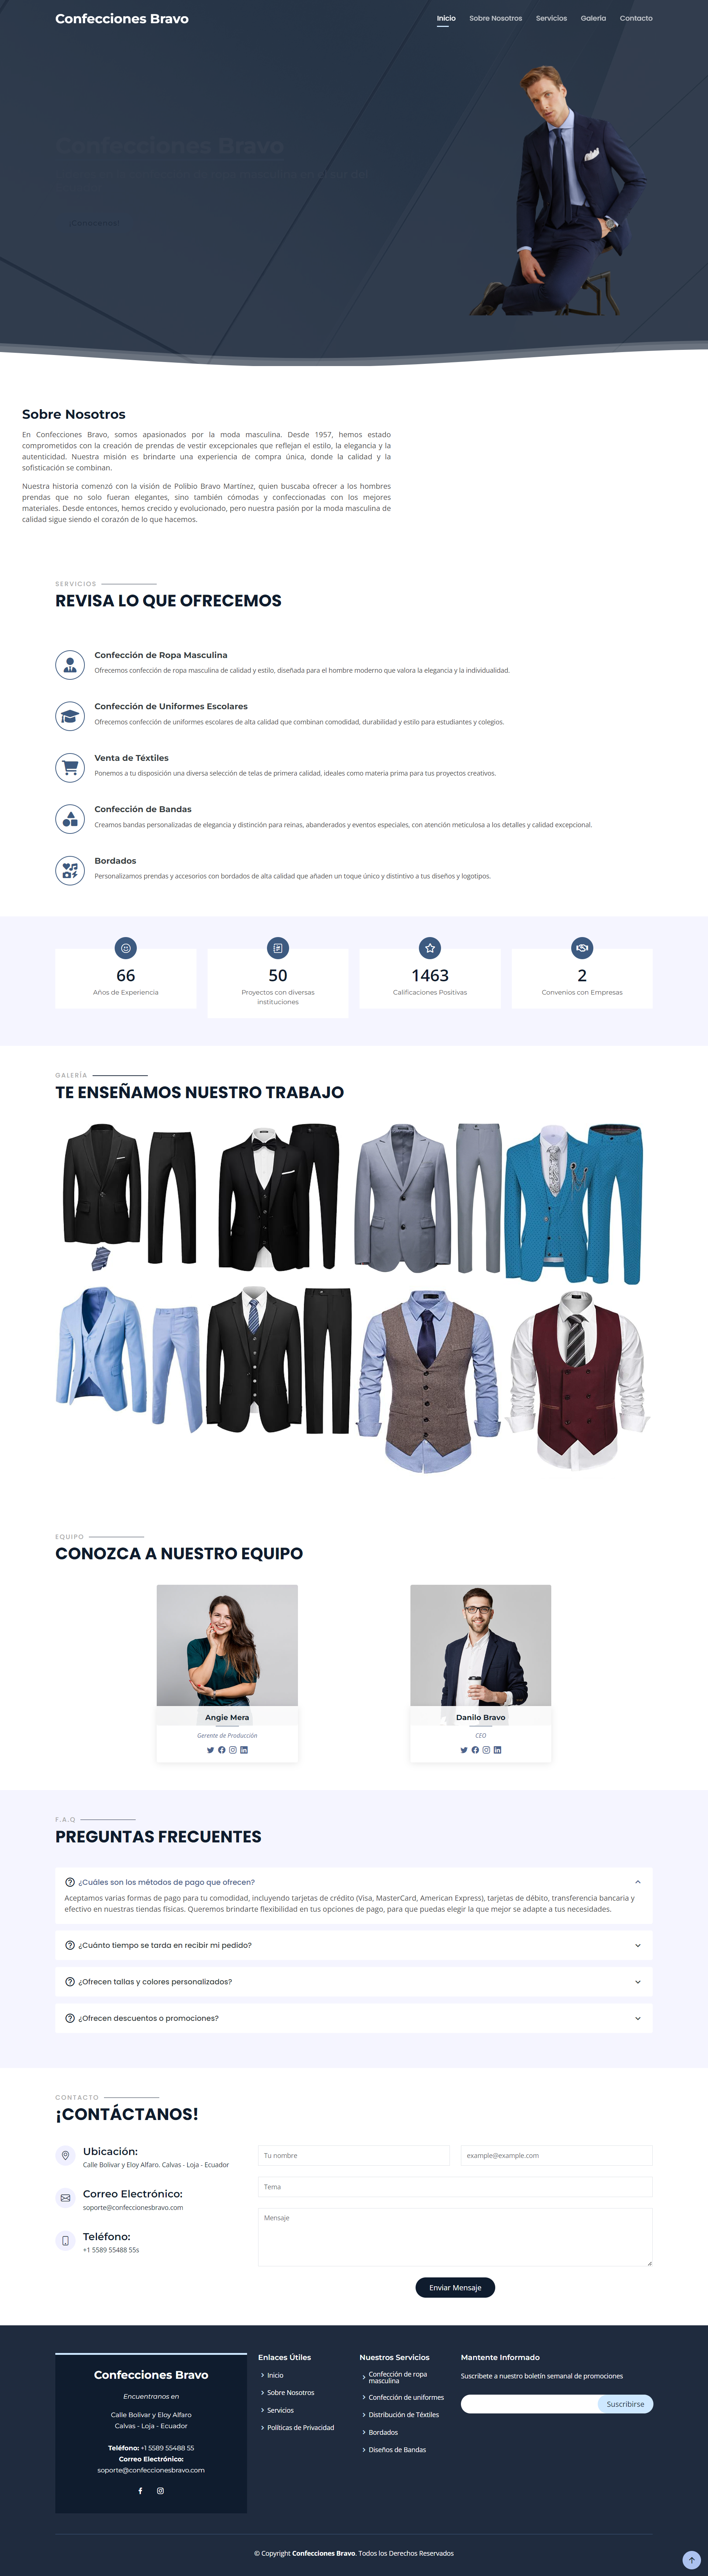 Confecciones Bravo
Inicio
Sobre Nosotros
Servicios
Galería
Contacto
Confecciones Bravo
Sobre Nosotros
En Confecciones Bravo, somos apasionados por la moda masculina. Desde 1957, hemos estado
comprometidos con la creación de prendas de vestir excepcionales que reflejan el estilo, la elegancia y la
autenticidad. Nuestra misión es brindarte una experiencia de compra única, donde la calidad y la
sofisticación se combinan.
Nuestra historia comenzó con la visión de Polibio Bravo Martínez, quien buscaba ofrecer a los hombres
prendas que no solo fueran elegantes, sino también cómodas y confeccionadas con los mejores
materiales. Desde entonces, hemos crecido y evolucionado, pero nuestra pasión por la moda masculina de
calidad sigue siendo el corazón de lo que hacemos.
SERVICIOS
REVISA LO QUE OFRECEMOS
Confección de Ropa Masculina
Ofrecemos confección de ropa masculina de calidad y estilo, diseñada para el hombre moderno que valora la elegancia y la individualidad.
Confección de Uniformes Escolares
Ofrecemos confección de uniformes escolares de alta calidad que combinan comodidad, durabilidad y estilo para estudiantes y colegios.
Venta de Téxtiles
Ponemos a tu disposición una diversa selección de telas de primera calidad, ideales como materia prima para tus proyectos creativos.
Confección de Bandas
Creamos bandas personalizadas de elegancia y distinción para reinas, abanderados y eventos especiales, con atención meticulosa a los detalles y calidad excepcional.
Bordados
Personalizamos prendas y accesorios con bordados de alta calidad que añaden un toque único y distintivo a tus diseños y logotipos.
66
Años de Experiencia
50
Proyectos con diversas
instituciones
1463
Calificaciones Positivas
2
Convenios con Empresas
GALERÍA
TE ENSEÑAMOS NUESTRO TRABAJO
EQUIPO
CONOZCA A NUESTRO EQUIPO
Angie Mera
Gerente de Producción
Danilo Bravo
CEO
F.A.Q
PREGUNTAS FRECUENTES
¿Cuáles son los métodos de pago que ofrecen?
Aceptamos varias formas de pago para tu comodidad, incluyendo tarjetas de crédito (Visa, MasterCard, American Express), tarjetas de débito, transferencia bancaria y
efectivo en nuestras tiendas físicas. Queremos brindarte flexibilidad en tus opciones de pago, para que puedas elegir la que mejor se adapte a tus necesidades.
¿Cuánto tiempo se tarda en recibir mi pedido?
¿Ofrecen tallas y colores personalizados?
¿Ofrecen descuentos o promociones?
CONTACTO
¡CONTÁCTANOS!
Ubicación:
Calle Bolivar y Eloy Alfaro. Calvas - Loja - Ecuador
Correo Electrónico:
soporte@confeccionesbravo.com
Teléfono:
+1 5589 55488 55s
Tu nombre
example@example.com
Tema
Mensaje
Enviar Mensaje
Confecciones Bravo
Encuentranos en
Calle Bolivar y Eloy Alfaro
Calvas - Loja - Ecuador
Teléfono: +1 5589 55488 55
Correo Electrónico:
soporte@confeccionesbravo.com
Enlaces Útiles
Inicio
Sobre Nosotros
Servicios
Políticas de Privacidad
Nuestros Servicios
Confección de ropa
masculina
Confección de uniformes
Distribución de Téxtiles
Bordados
Diseños de Bandas
Mantente Informado
Suscribete a nuestro boletín semanal de promociones
Suscribirse
© Copyright Confecciones Bravo. Todos los Derechos Reservados